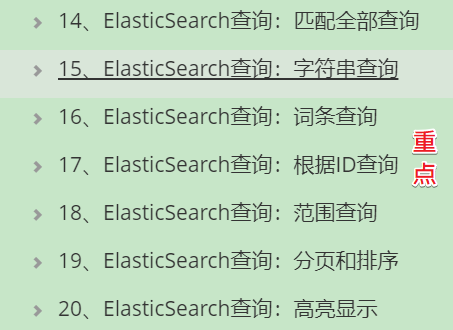 14、ElasticSearch查询：匹配全部查询
15、ElasticSearch查询：字符串查询
16、ElasticSearch查询：词条查询
17、ElasticSearch查询：根据ID查询
18、ElasticSearch查询：范围查询
19、ElasticSearch查询：分页和排序
20、ElasticSearch查询：高亮显示
重点